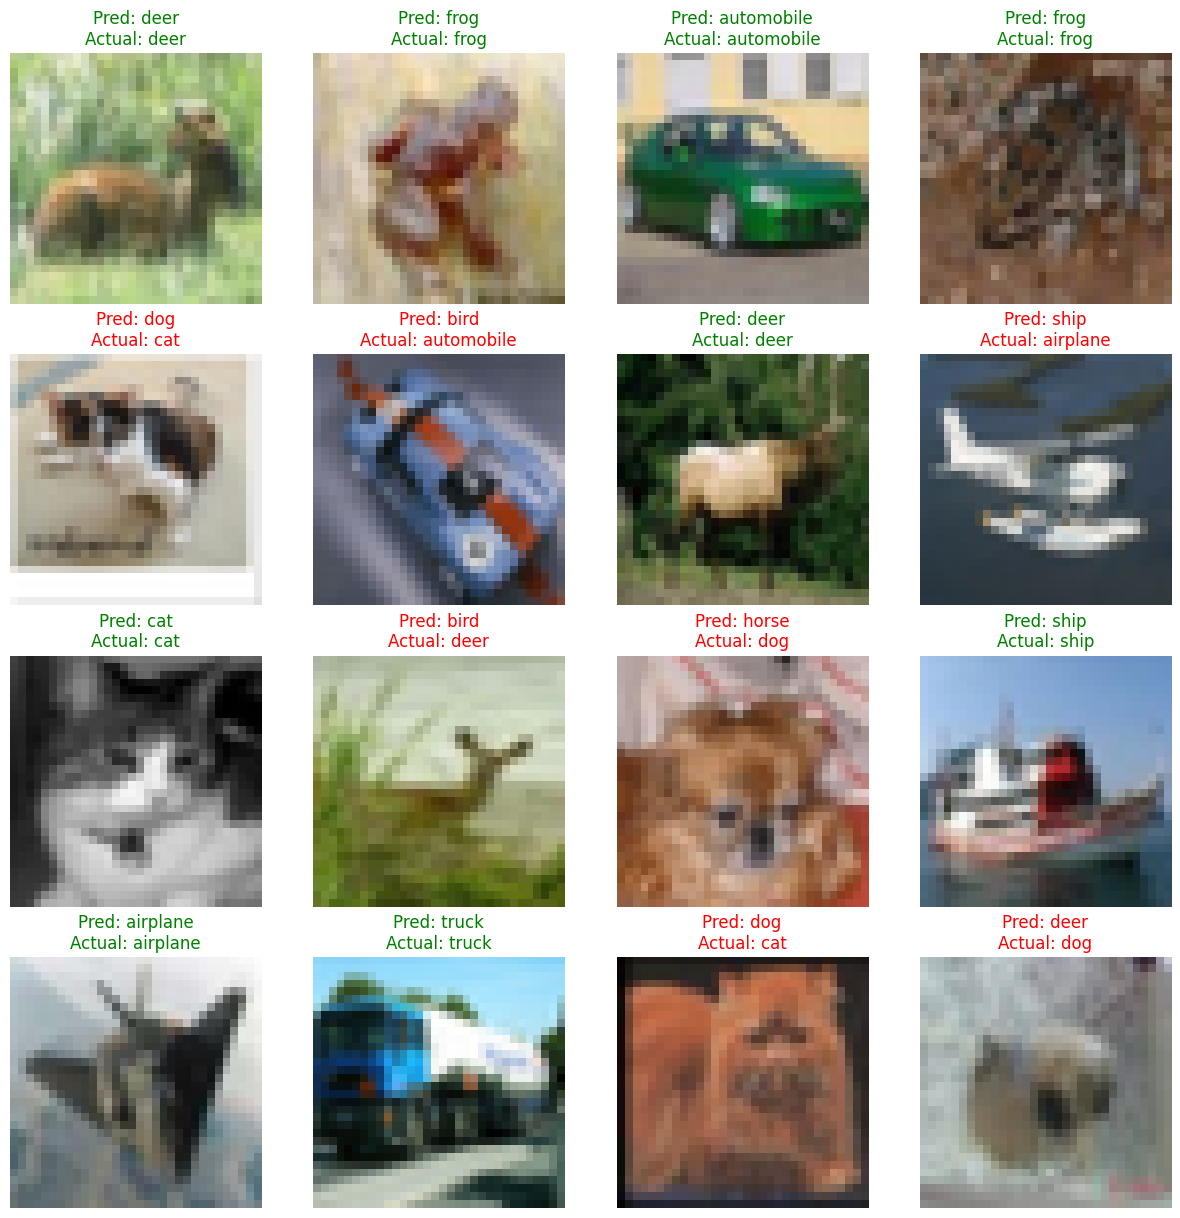 Pred: deer
Actual: deer
Pred: frog
Actual: frog
Pred: automobile
Actual: automobile
Pred: frog
Actual: frog
Pred: dog
Actual: cat
Pred: bird
Actual: automobile
Pred: deer
Actual: deer
Pred: ship
Actual: airplane
Pred: cat
Actual: cat
Pred: bird
Actual: deer
Pred: horse
Actual: dog
Pred: ship
Actual: ship
Pred: airplane
Actual: airplane
Pred: truck
Actual: truck
Pred: dog
Actual: cat
Pred: deer
Actual: dog